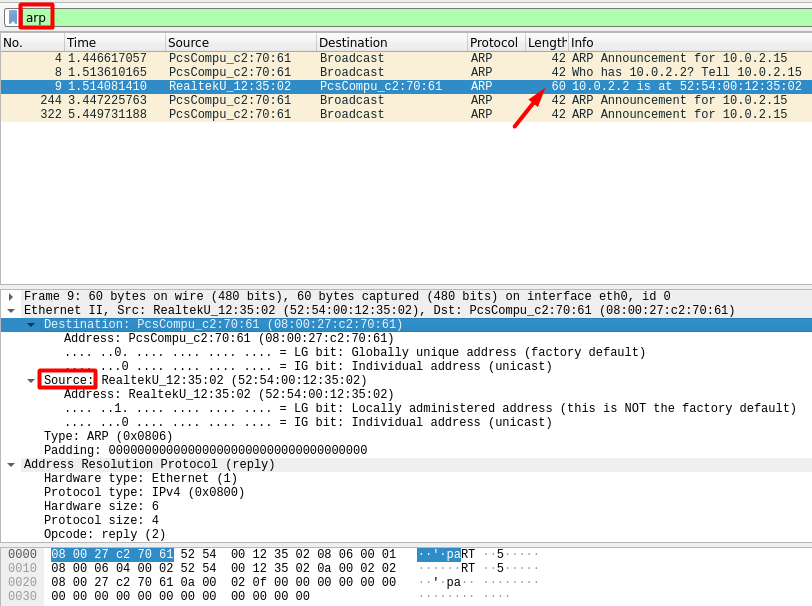 arp
No. Time Source Destination Protocol Length Info
4 1.446617057 PcsCompu_c2:70:61 Broadcast ARP 42 ARP Announcement for 10.0.2.15
8 1.513610165 PcsCompu_c2:70:61 Broadcast ARP 42 Who has 10.0.2.2? Tell 10.0.2.15
9 1.514081410 RealtekU_12:35:02 PcsCompu_c2:70:61 ARP 60 10.0.2.2 is at 52:54:00:12:35:02
244 3.447225763 PcsCompu_c2:70:61 Broadcast ARP 42 ARP Announcement for 10.0.2.15
322 5.449731188 PcsCompu_c2:70:61 Broadcast ARP 42 ARP Announcement for 10.0.2.15
Frame 9: 60 bytes on wire (480 bits), 60 bytes captured (480 bits) on interface eth0, id 0
Ethernet II, Src: RealtekU_12:35:02 (52:54:00:12:35:02), Dst: PcsCompu_c2:70:61 (08:00:27:c2:70:61)
Destination: PcsCompu_c2:70:61 (08:00:27:c2:70:61)
Address: PcsCompu_c2:70:61 (08:00:27:c2:70:61)
.... ..0. .... .... .... .... = LG bit: Globally unique address (factory default)
.... ...0 .... .... .... .... = IG bit: Individual address (unicast)
Source: RealtekU_12:35:02 (52:54:00:12:35:02)
Address: RealtekU_12:35:02 (52:54:00:12:35:02)
.... ..1. .... .... .... .... = LG bit: Locally administered address (this is NOT the factory default)
.... ...0 .... .... .... .... = IG bit: Individual address (unicast)
Type: ARP (0x0806)
Padding: 000000000000000000000000000000000000
Address Resolution Protocol (reply)
Hardware type: Ethernet (1)
Protocol type: IPv4 (0x0800)
Hardware size: 6
Protocol size: 4
Opcode: reply (2)
0000 08 00 27 c2 70 61 52 54 00 12 35 02 08 06 00 01 ··'·paRT ··5·····
0010 08 00 06 04 00 02 52 54 00 12 35 02 0a 00 02 02 ······RT ··5·····
0020 08 00 27 c2 70 61 0a 00 02 0f 00 00 00 00 00 00 ··'·pa·· ········
0030 00 00 00 00 00 00 00 00 00 00 00 00 ········ ····